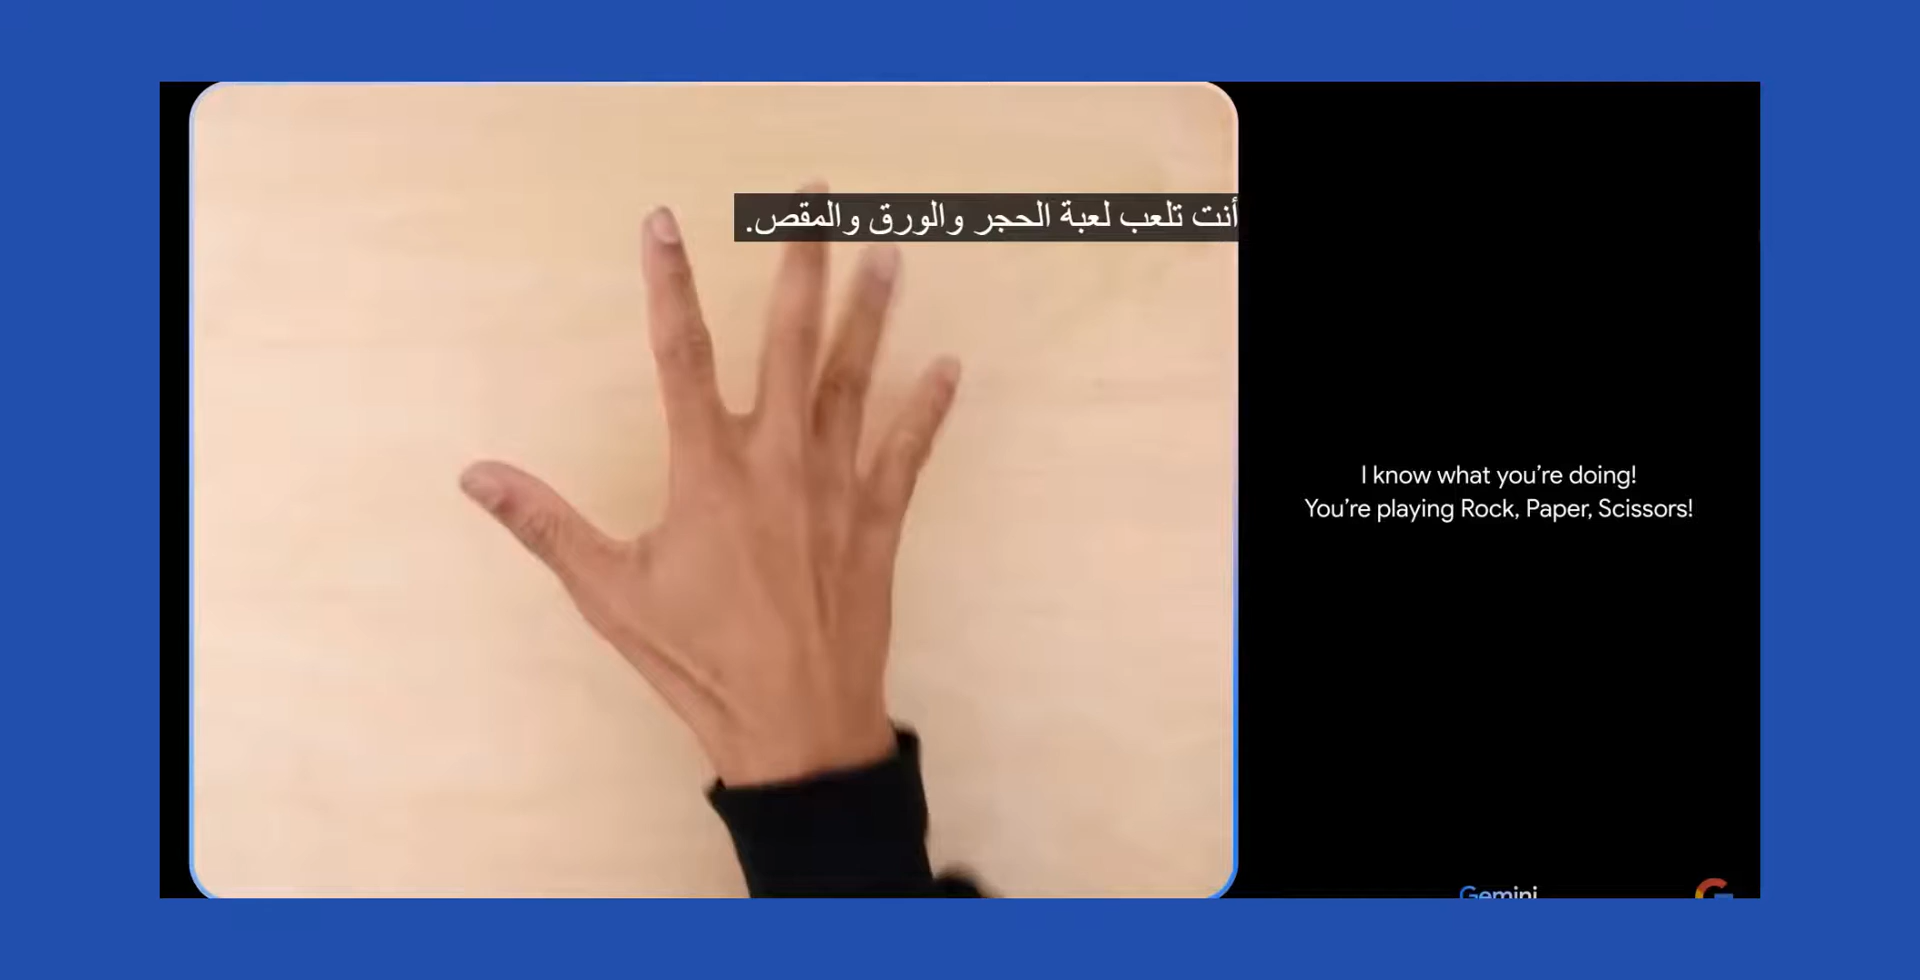 أنت تلعب لعبة الحجر والورق والمقص.
I know what you’re doing!
You’re playing Rock, Paper, Scissors!
Gemini